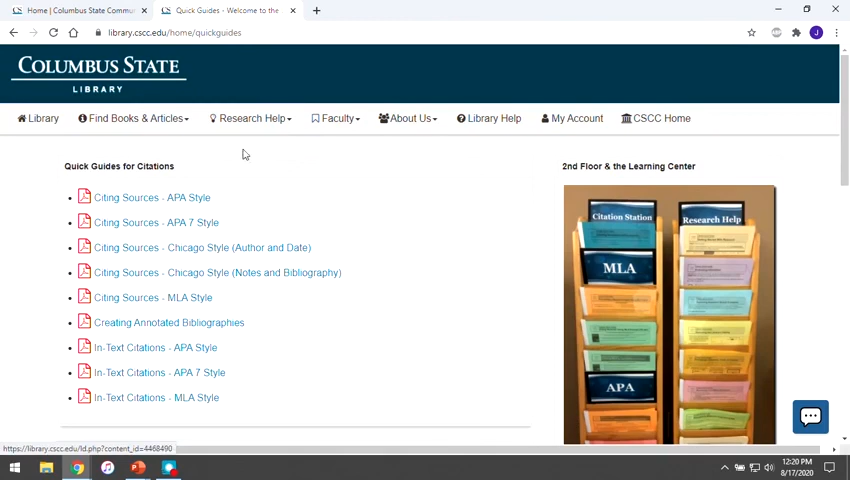 Home | Columbus State Commun
Quick Guides - Welcome to the
library.cscc.edu/home/quickguides
J
COLUMBUS STATE
LIBRARY
Library
Find Books & Articles
Research Help
Faculty
About Us
Library Help
My Account
CSCC Home
Quick Guides for Citations
2nd Floor & the Learning Center
Citing Sources - APA Style
Citing Sources - APA 7 Style
Citing Sources - Chicago Style (Author and Date)
Citing Sources - Chicago Style (Notes and Bibliography)
Citing Sources - MLA Style
Creating Annotated Bibliographies
In-Text Citations - APA Style
In-Text Citations - APA 7 Style
In-Text Citations - MLA Style
Citation Station
Research Help
MLA
APA
https://library.cscc.edu/ld.php?content_id=4468490
12:20 PM
8/17/2020